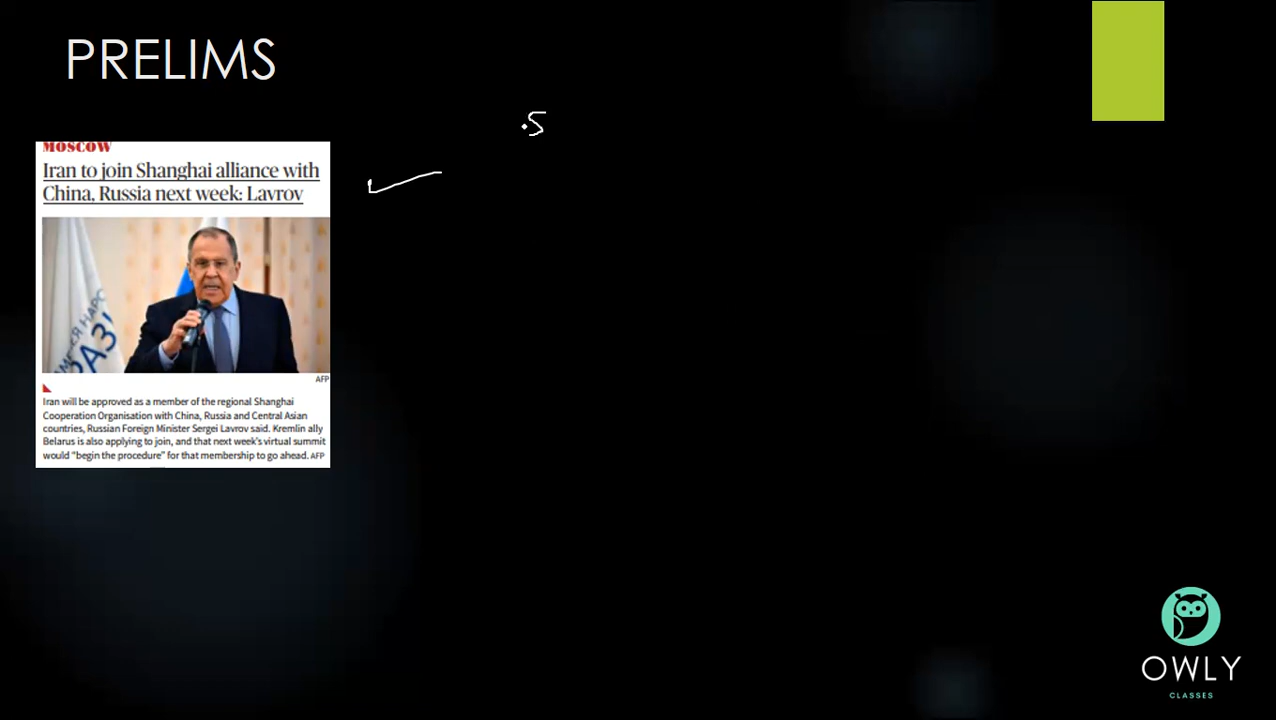 PRELIMS
.5
MOSCOW
Iran to join Shanghai alliance with
China, Russia next week: Lavrov
AFP
Iran will be approved as a member of the regional Shanghai
Cooperation Organisation with China, Russia and Central Asian
countries, Russian Foreign Minister Sergei Lavrov said. Kremlin ally
Belarus is also applying to join, and that next week's virtual summit
would “begin the procedure” for that membership to go ahead. AFP
OWLY
CLASSES